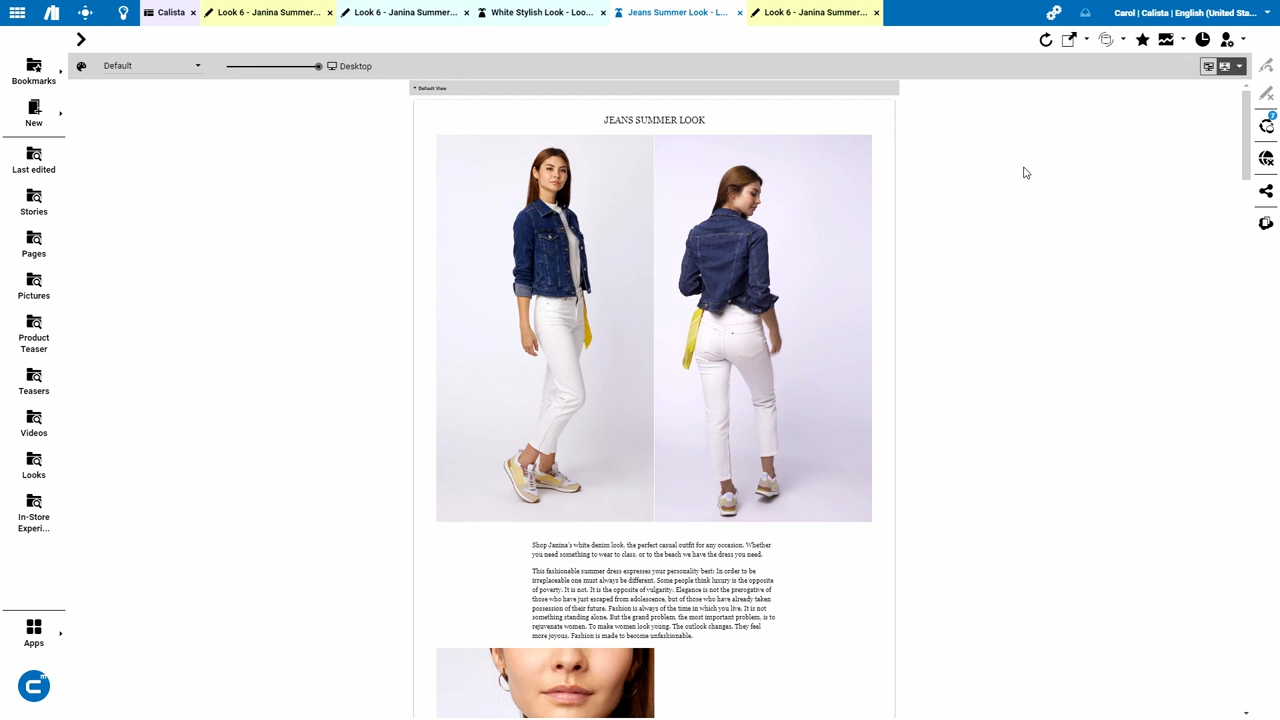 Calista
Look 6 - Janina Summer...
Look 6 - Janina Summer...
White Stylish Look - Loo...
Jeans Summer Look - L...
Look 6 - Janina Summer...
Carol | Calista | English (United Sta...
Bookmarks
New
Last edited
Stories
Pages
Pictures
Product
Teaser
Teasers
Videos
Looks
In-Store
Experi...
Apps
Default
Desktop
7
Default View
JEANS SUMMER LOOK
Shop Janina's white denim look, the perfect casual outfit for any occasion. Whether
you need something to wear to class, or to the beach we have the dress you need.
This fashionable summer dress expresses your personality best: In order to be
irreplaceable one must always be different. Some people think luxury is the opposite
of poverty. It is not. It is the opposite of vulgarity. Elegance is not the prerogative of
those who have just escaped from adolescence, but of those who have already taken
possession of their future. Fashion is always of the time in which you live. It is not
something standing alone. But the grand problem, the most important problem, is to
rejuvenate women. To make women look young. The outlook changes. They feel
more joyous. Fashion is made to become unfashionable.